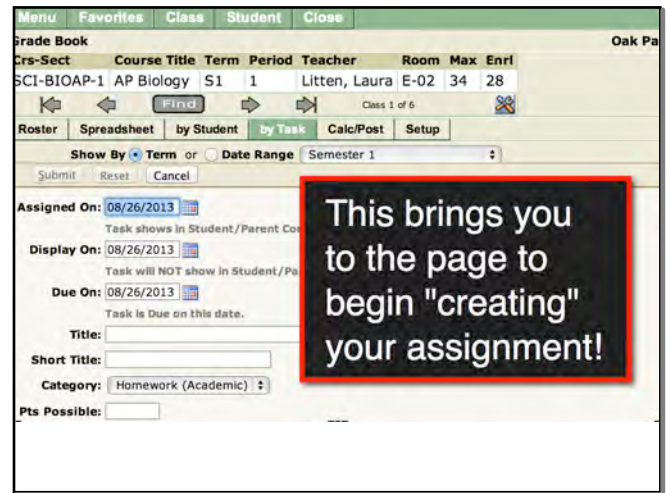 Menu Favorites Class Student Close
Grade Book Oak Pa
Crs-Sect Course Title Term Period Teacher Room Max Enrl
SCI-BIOAP-1 AP Biology S1 1 Litten, Laura E-02 34 28
Find Class 1 of 6
Roster Spreadsheet by Student by Task Calc/Post Setup
Show By Term or Date Range Semester 1
Submit Reset Cancel
Assigned On: 08/26/2013
Task shows in Student/Parent Co
Display On: 08/26/2013
Task will NOT show in Student/Pa
Due On: 08/26/2013
Task is Due on this date.
Title:
Short Title:
Category: Homework (Academic)
Pts Possible:
This brings you
to the page to
begin "creating"
your assignment!